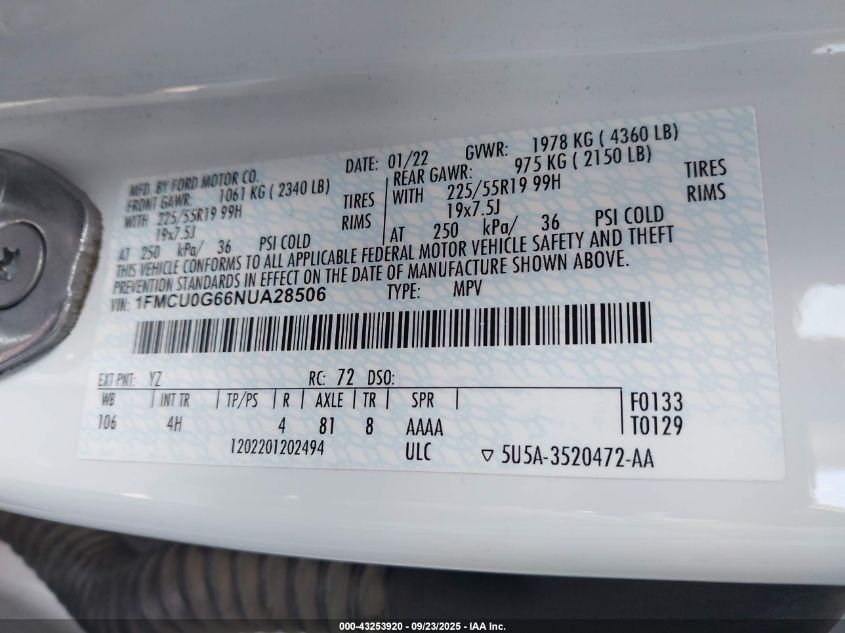 MFD. BY FORD MOTOR CO. DATE: 01/22 GVWR: 1978 KG ( 4360 LB)
FRONT GAWR: 1061 KG ( 2340 LB) REAR GAWR: 975 KG ( 2150 LB)
WITH 225/55R19 99H TIRES WITH 225/55R19 99H TIRES
19x7.5J RIMS 19x7.5J RIMS
AT 250 kPa/ 36 PSI COLD AT 250 kPa/ 36 PSI COLD
THIS VEHICLE CONFORMS TO ALL APPLICABLE FEDERAL MOTOR VEHICLE SAFETY AND THEFT
PREVENTION STANDARDS IN EFFECT ON THE DATE OF MANUFACTURE SHOWN ABOVE.
VIN: 1FMCU0G66NUA28506 TYPE: MPV
EXT PNT: YZ RC: 72 DSO:
WB INT TR TP/PS R AXLE TR SPR F0133
106 4H 4 81 8 AAAA T0129
1202201202494 ULC ▽ 5U5A-3520472-AA
000-43253920 - 09/23/2025 - IAA Inc.